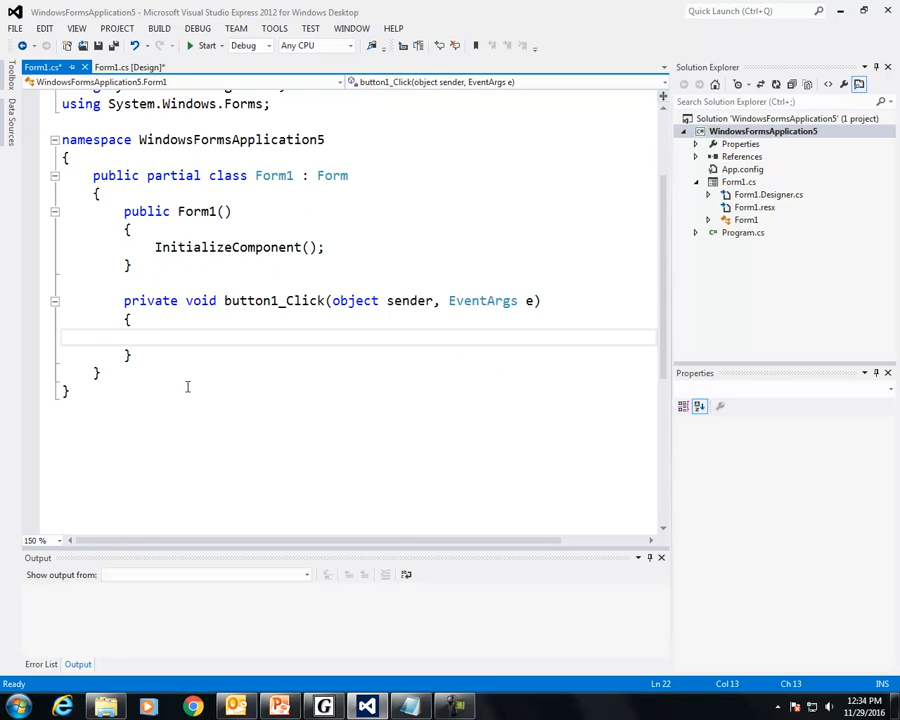 WindowsFormsApplication5 - Microsoft Visual Studio Express 2012 for Windows Desktop
Quick Launch (Ctrl+Q)
FILE EDIT VIEW PROJECT BUILD DEBUG TEAM TOOLS TEST WINDOW HELP
Start Debug Any CPU
Toolbox
Data Sources
Form1.cs* Form1.cs [Design]*
WindowsFormsApplication5.Form1 button1_Click(object sender, EventArgs e)
using System.Windows.Forms;
namespace WindowsFormsApplication5
{
public partial class Form1 : Form
{
public Form1()
{
InitializeComponent();
}
private void button1_Click(object sender, EventArgs e)
{
}
}
}
150 %
Output
Show output from:
Error List Output
Solution Explorer
Search Solution Explorer (Ctrl+;)
Solution 'WindowsFormsApplication5' (1 project)
WindowsFormsApplication5
Properties
References
App.config
Form1.cs
Form1.Designer.cs
Form1.resx
Form1
Program.cs
Properties
Ready Ln 22 Col 13 Ch 13 INS
12:34 PM
11/29/2016